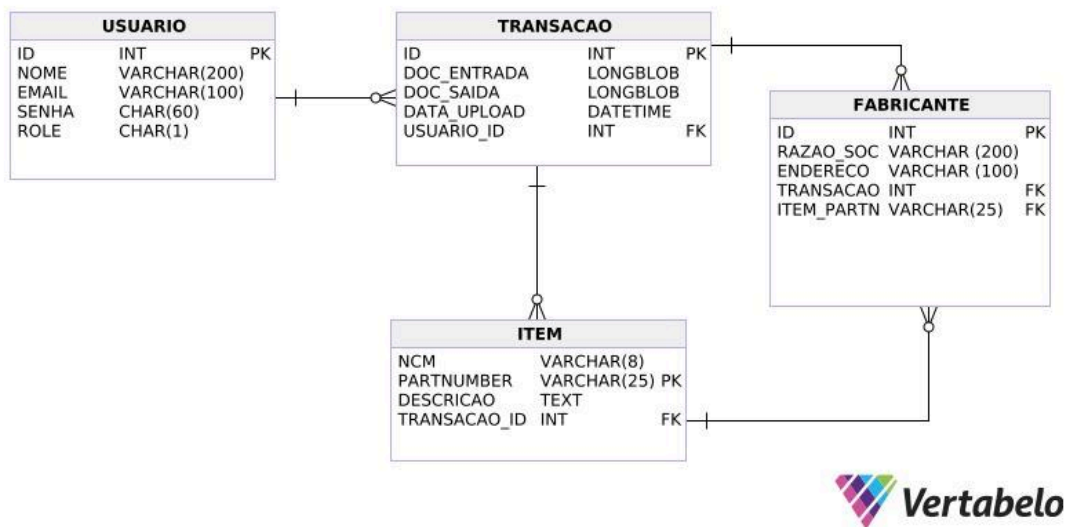 USUARIO
ID INT PK
NOME VARCHAR(200)
EMAIL VARCHAR(100)
SENHA CHAR(60)
ROLE CHAR(1)
TRANSACAO
ID INT PK
DOC_ENTRADA LONGBLOB
DOC_SAIDA LONGBLOB
DATA_UPLOAD DATETIME
USUARIO_ID INT FK
FABRICANTE
ID INT PK
RAZAO_SOC VARCHAR (200)
ENDERECO VARCHAR (100)
TRANSACAO INT FK
ITEM_PARTN VARCHAR(25) FK
ITEM
NCM VARCHAR(8)
PARTNUMBER VARCHAR(25) PK
DESCRICAO TEXT
TRANSACAO_ID INT FK
Vertabelo